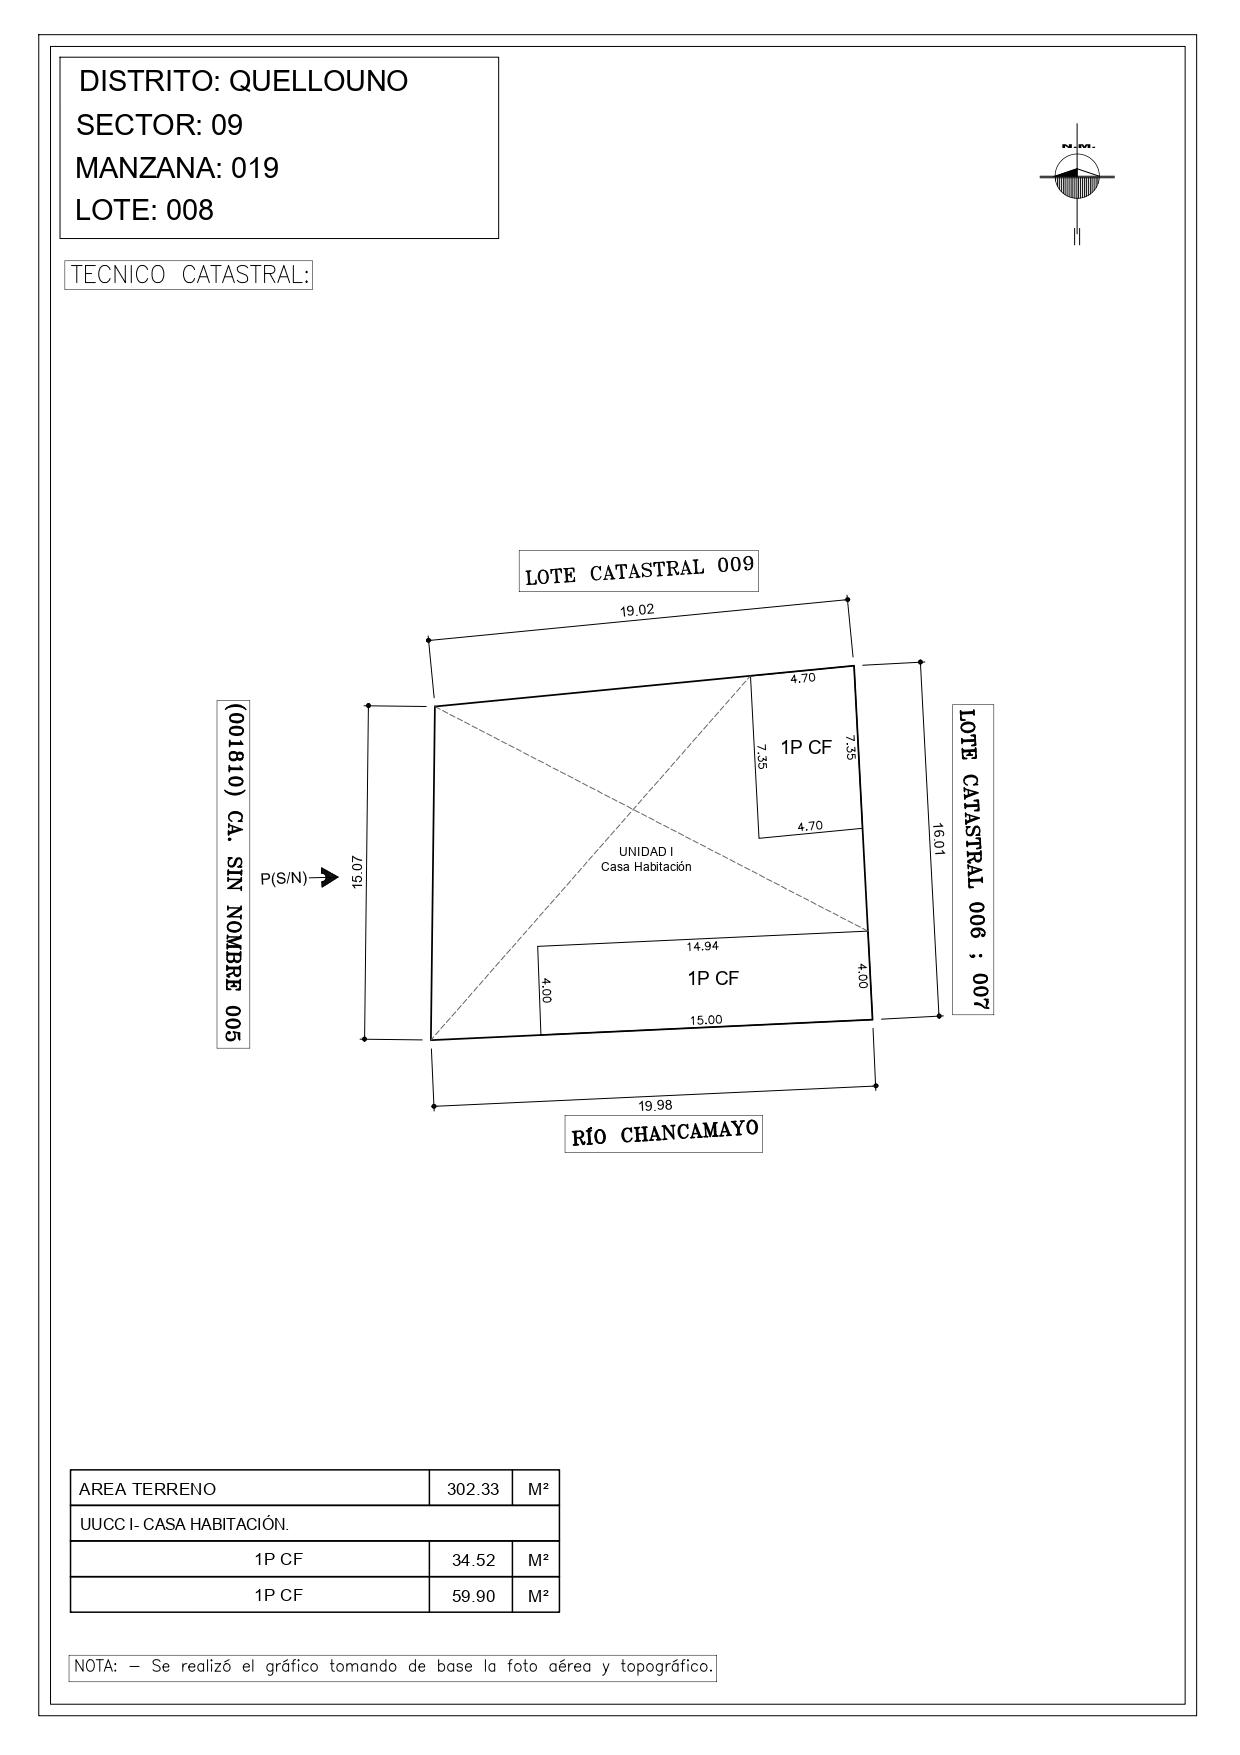 DISTRITO: QUELLOUNO
SECTOR: 09
MANZANA: 019
LOTE: 008
N.M.
TECNICO CATASTRAL:
LOTE CATASTRAL 009
19.02
4.70
(001810) CA. SIN NOMBRE 005
P(S/N)
15.07
7.35
1P CF
7.35
4.70
16.01
LOTE CATASTRAL 006 ; 007
UNIDAD I
Casa Habitación
14.94
4.00
1P CF
4.00
15.00
19.98
RÍO CHANCAMAYO
AREA TERRENO 302.33 M²
UUCC I- CASA HABITACIÓN.
1P CF 34.52 M²
1P CF 59.90 M²
NOTA: - Se realizó el gráfico tomando de base la foto aérea y topográfico.